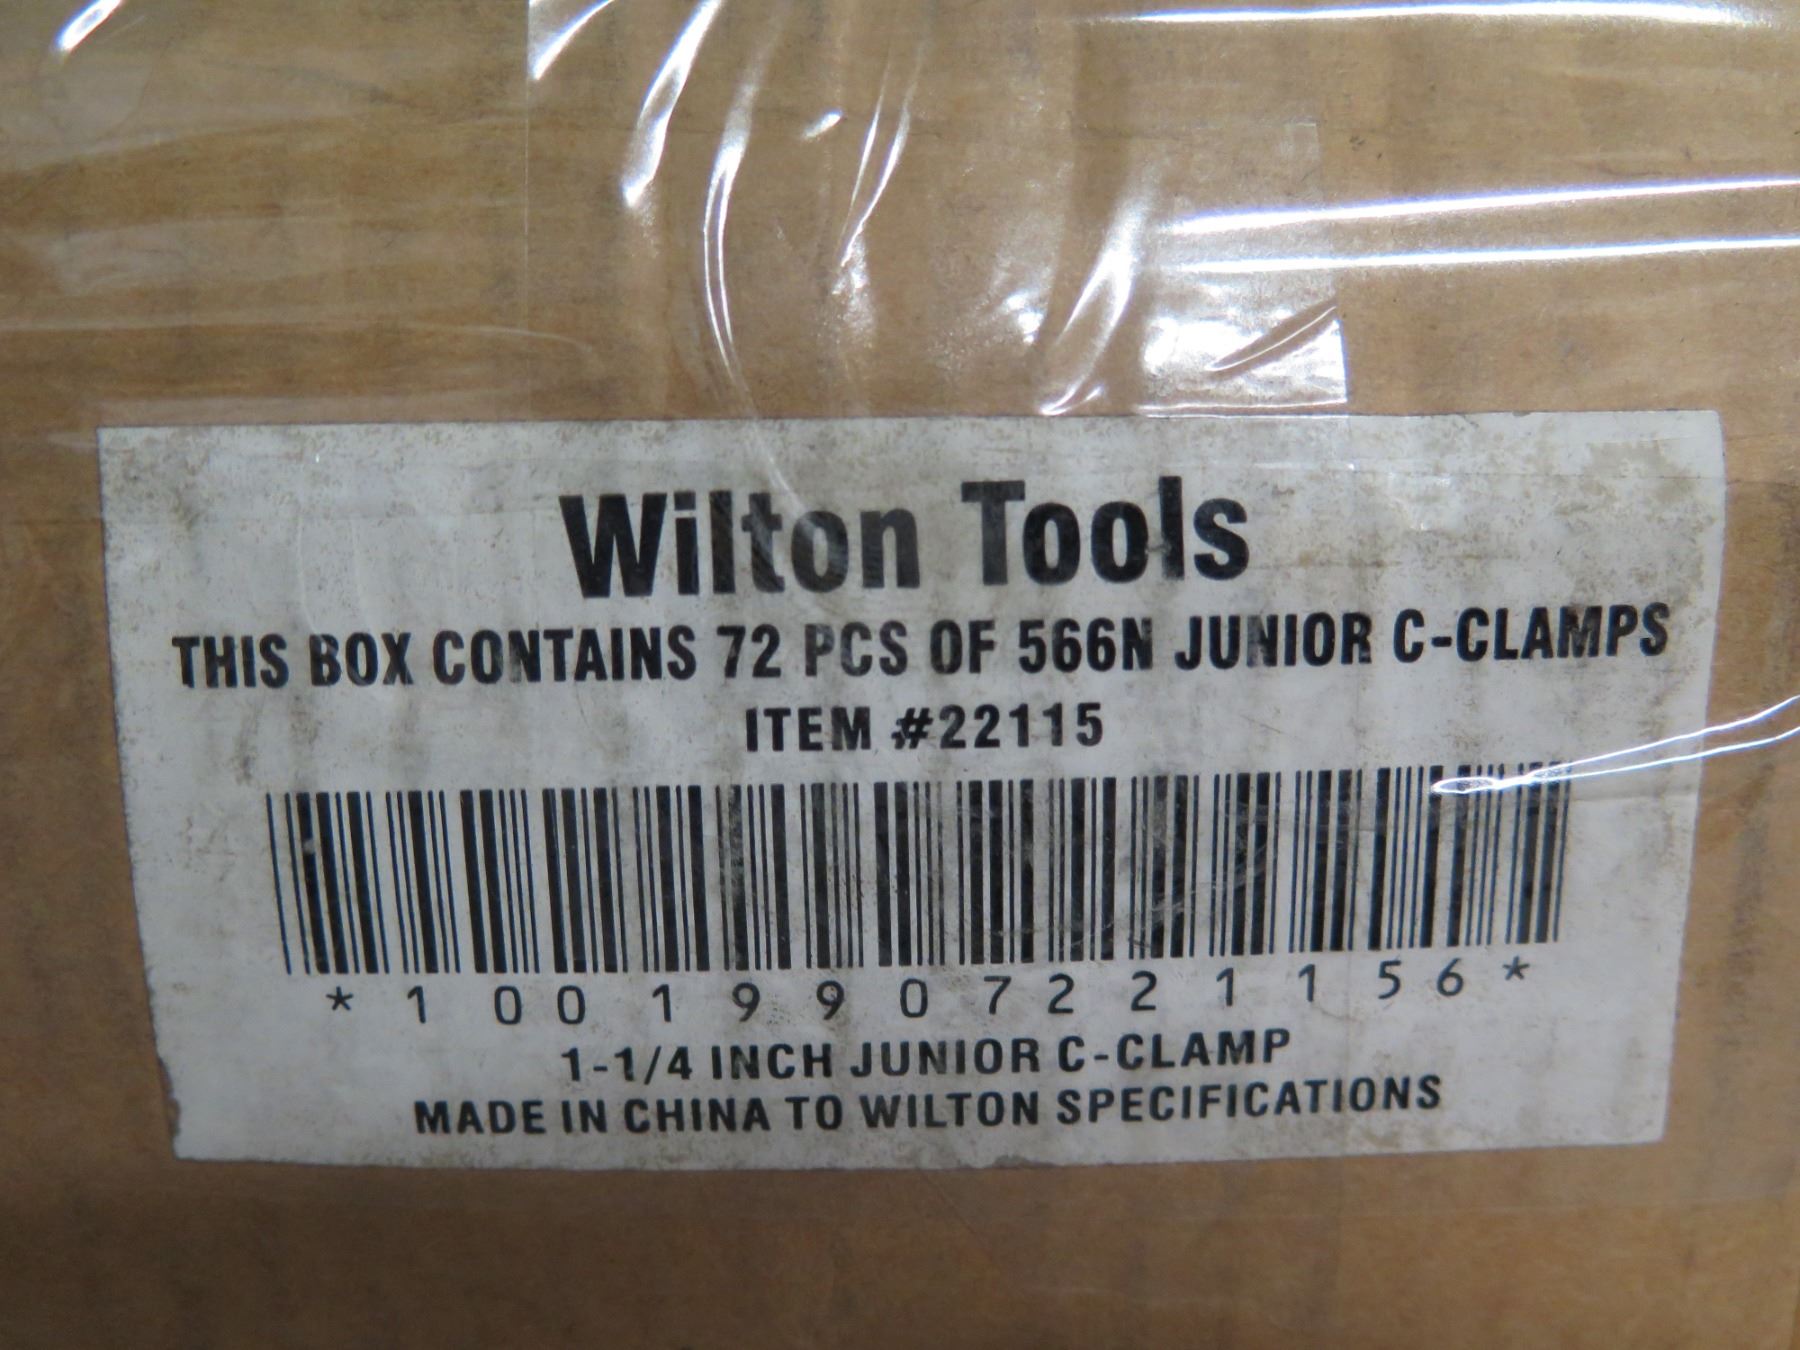 Wilton Tools
THIS BOX CONTAINS 72 PCS OF 566N JUNIOR C-CLAMPS
ITEM #22115
*10019907221156*
1-1/4 INCH JUNIOR C-CLAMP
MADE IN CHINA TO WILTON SPECIFICATIONS